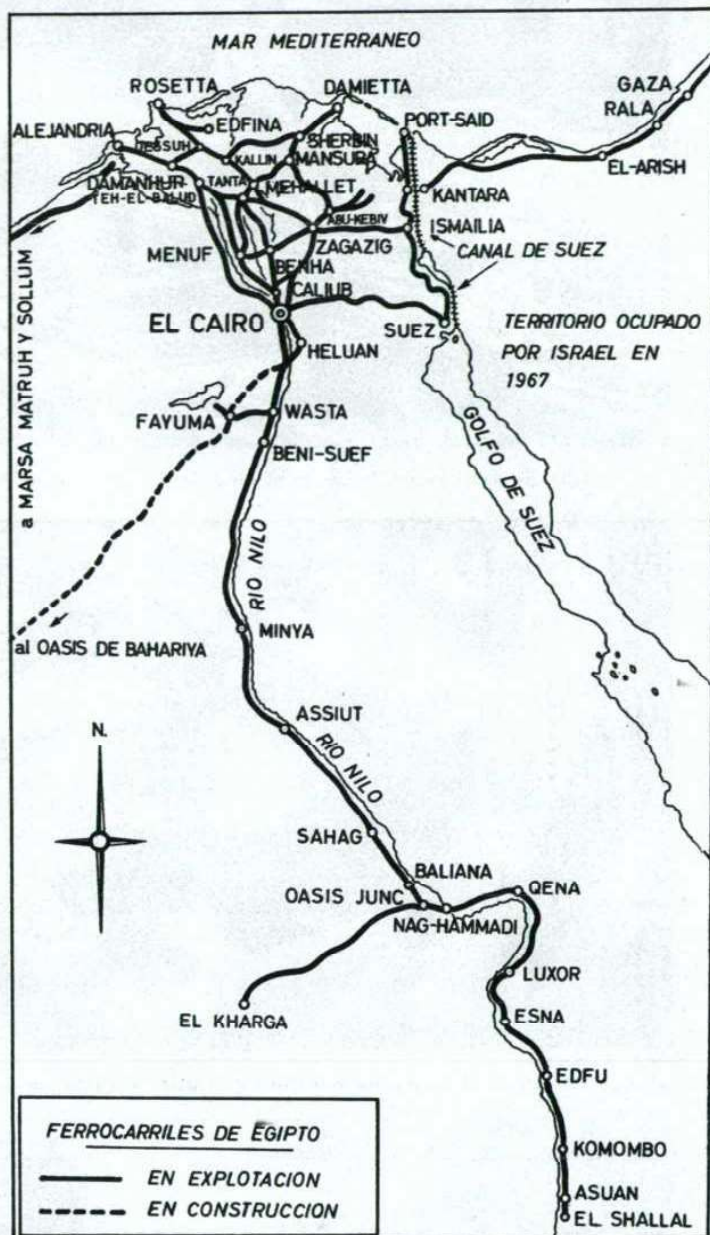 MAR MEDITERRANEO
ROSETTA
DAMIETTA
GAZA
RALA
ALEJANDRIA
EDFINA
PORT-SAID
DESSUH
SHERBIN
KALLIN
MANSURA
EL-ARISH
DAMANHUR
TANTA
MEHALLET
KANTARA
TEH-EL-BALUD
ABU-KEBIV
ISMAILIA
MENUF
ZAGAZIG
CANAL DE SUEZ
BENHA
CALIUB
EL CAIRO
SUEZ
TERRITORIO OCUPADO
POR ISRAEL EN
1967
HELUAN
a MARSA MATRUH Y SOLLUM
FAYUMA
WASTA
BENI-SUEF
GOLFO DE SUEZ
RIO NILO
MINYA
al OASIS DE BAHARIYA
ASSIUT
N.
RIO NILO
SAHAG
BALIANA
OASIS JUNC
QENA
NAG-HAMMADI
LUXOR
EL KHARGA
ESNA
EDFU
FERROCARRILES DE EGIPTO
EN EXPLOTACION
EN CONSTRUCCION
KOMOMBO
ASUAN
EL SHALLAL